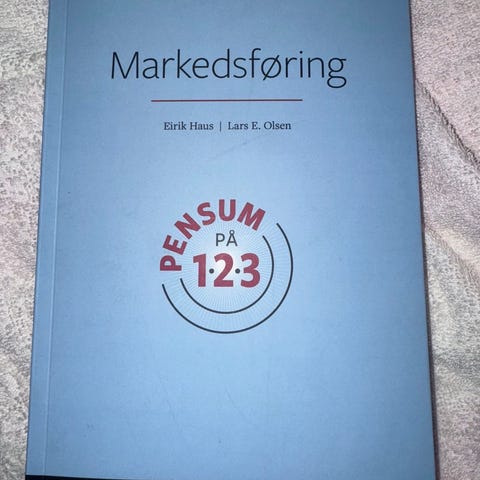 Markedsføring
Eirik Haus | Lars E. Olsen
PENSUM
PÅ
1·2·3